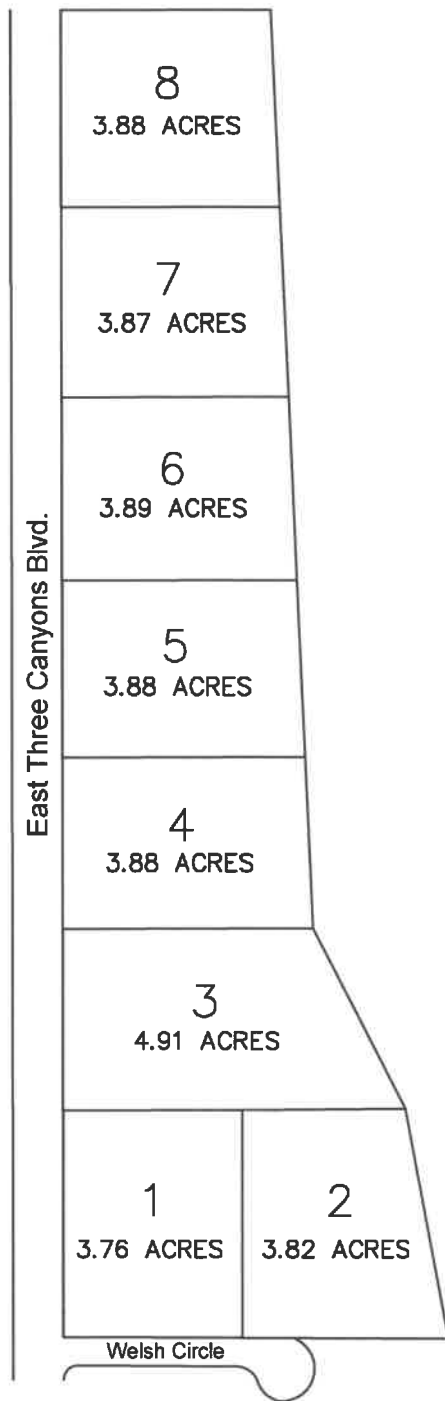 8
3.88 ACRES
7
3.87 ACRES
6
3.89 ACRES
5
3.88 ACRES
East Three Canyons Blvd.
4
3.88 ACRES
3
4.91 ACRES
1
3.76 ACRES
2
3.82 ACRES
Welsh Circle